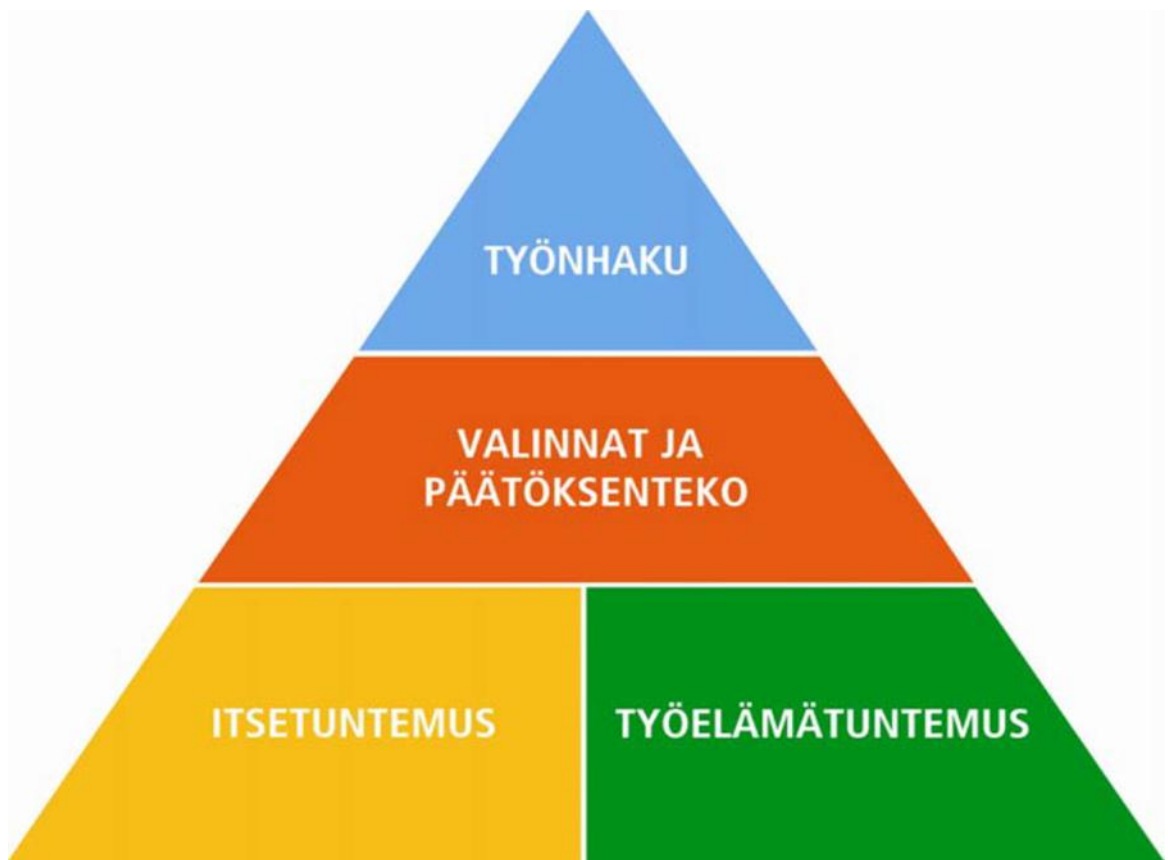 TYÖNHAKU
VALINNAT JA
PÄÄTÖKSENTEKO
ITSETUNTEMUS
TYÖELÄMÄTUNTEMUS